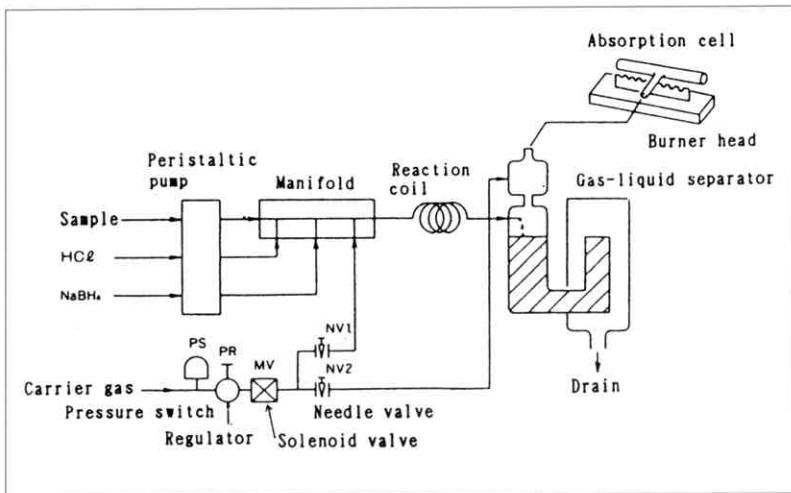 Absorption cell
Burner head
Peristaltic
pump
Manifold
Reaction
coil
Gas-liquid separator
Sample
HCℓ
NaBH₄
PS
PR
MV
NV1
NV2
Carrier gas
Pressure switch
Needle valve
Regulator
Solenoid valve
Drain